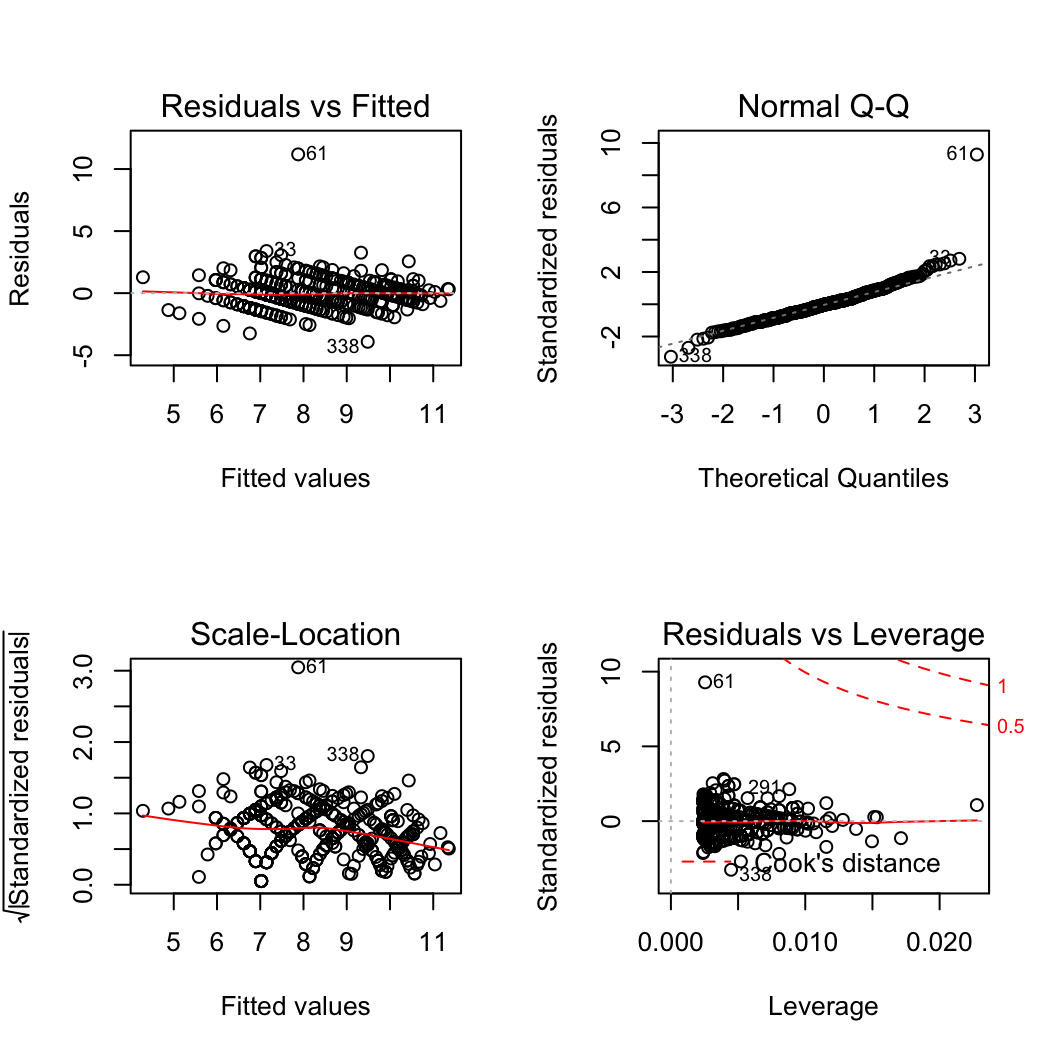 Residuals vs Fitted
Residuals
10
5
0
-5
61
33
338
5 6 7 8 9 11
Fitted values
Normal Q-Q
Standardized residuals
10
6
2
-2
61
33
338
-3 -2 -1 0 1 2 3
Theoretical Quantiles
Scale-Location
√|Standardized residuals|
3.0
2.0
1.0
0.0
61
338
33
5 6 7 8 9 11
Fitted values
Residuals vs Leverage
Standardized residuals
10
5
0
61
1
0.5
291
Cook's distance
338
0.000 0.010 0.020
Leverage